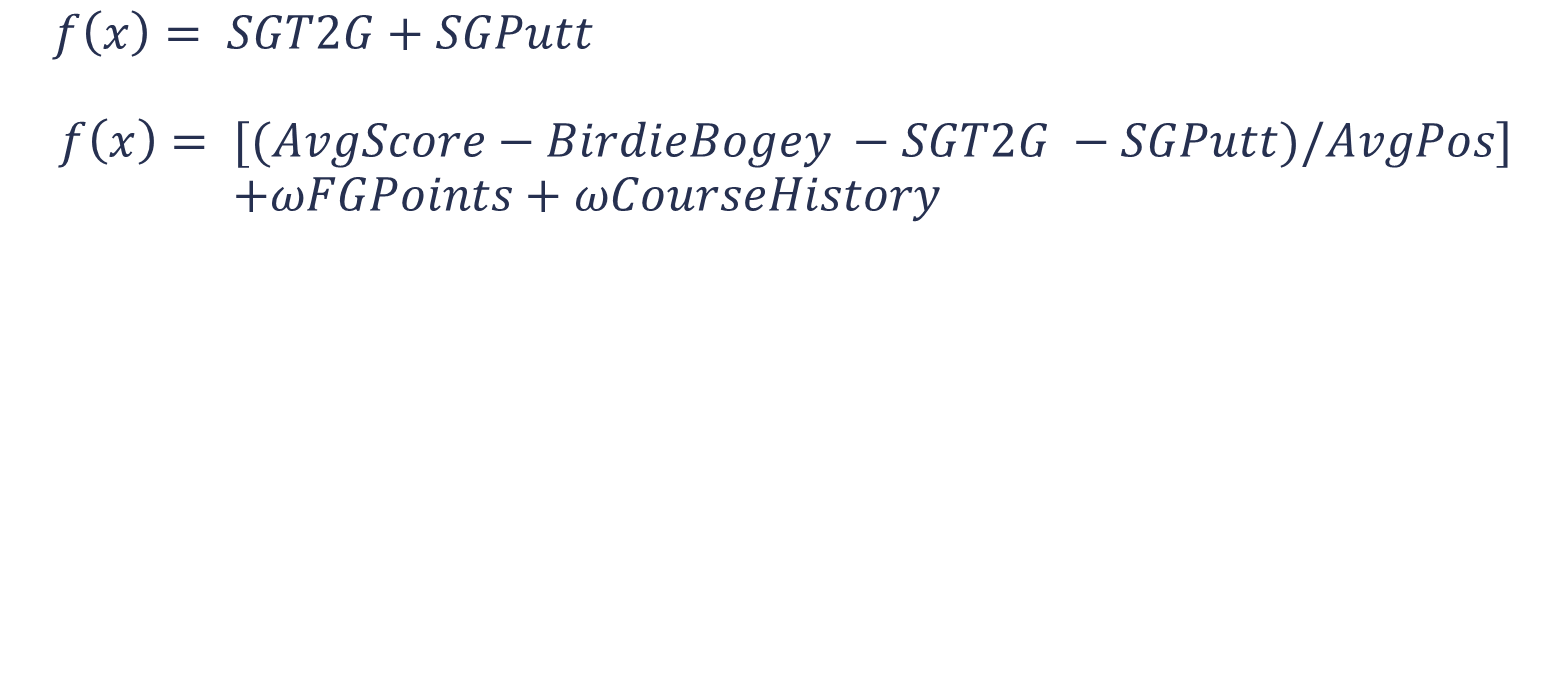 f(x) = SGT2G + SGPutt
f(x) = [(AvgScore − BirdieBogey − SGT2G − SGPutt)/AvgPos]
+ωFGPoints + ωCourseHistory